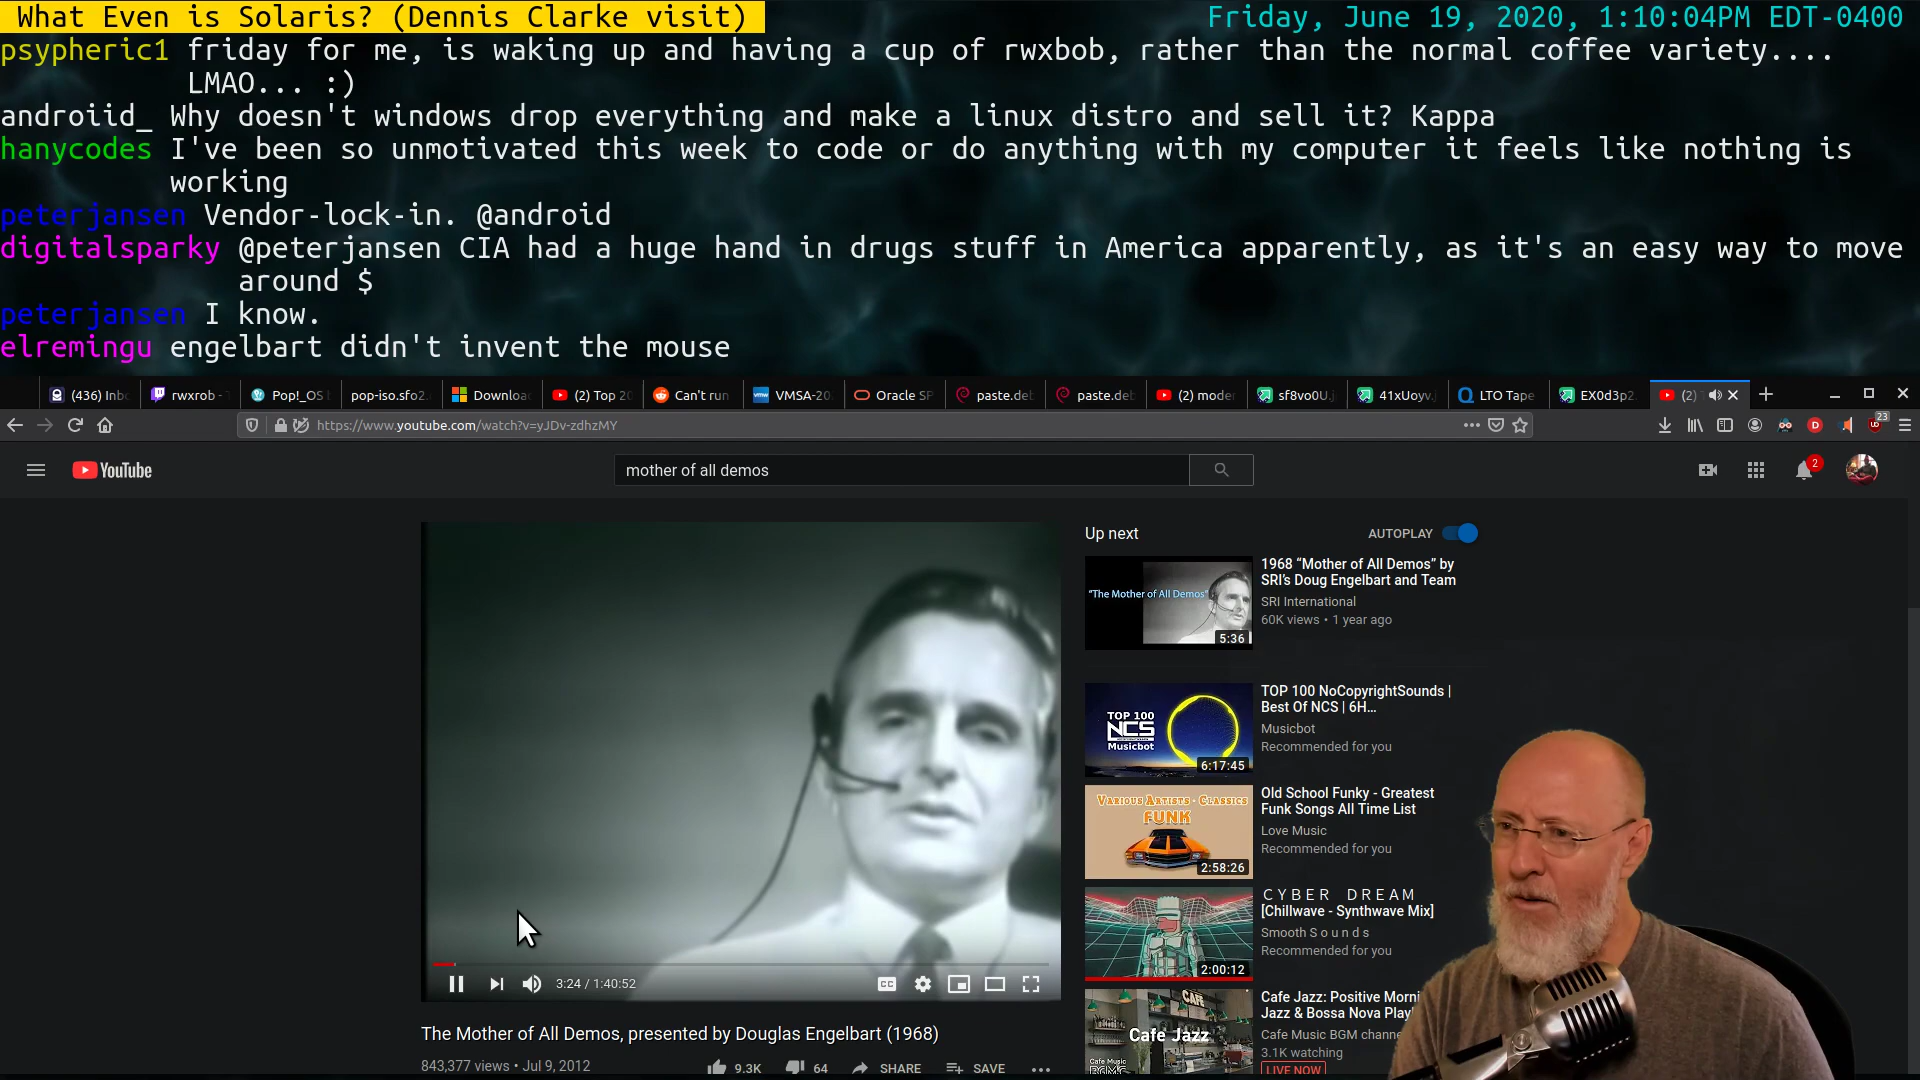 What Even is Solaris? (Dennis Clarke visit)
Friday, June 19, 2020, 1:10:04PM EDT-0400
psypheric1 friday for me, is waking up and having a cup of rwxbob, rather than the normal coffee variety....
LMAO... :)
androiid_ Why doesn't windows drop everything and make a linux distro and sell it? Kappa
hanycodes I've been so unmotivated this week to code or do anything with my computer it feels like nothing is
working
peterjansen Vendor-lock-in. @android
digitalsparky @peterjansen CIA had a huge hand in drugs stuff in America apparently, as it's an easy way to move
around $
peterjansen I know.
elremingu engelbart didn't invent the mouse
(436) Inb
rwxrob -
Pop!_OS
pop-iso.sfo2.
Downloa
(2) Top 20
Can't run
VMSA-20
Oracle SP
paste.de
paste.de
(2) mode
sf8vo0U.j
41xUoyv.
LTO Tape
EX0d3p2
(2)
https://www.youtube.com/watch?v=yJDv-zdhzMY
23
YouTube
mother of all demos
2
Up next
AUTOPLAY
"The Mother of All Demos"
5:36
1968 “Mother of All Demos” by
SRI’s Doug Engelbart and Team
SRI International
60K views • 1 year ago
TOP 100
NCS
Musicbot
6:17:45
TOP 100 NoCopyrightSounds |
Best Of NCS | 6H...
Musicbot
Recommended for you
VARIOUS ARTISTS - CLASSICS
FUNK
2:58:26
Old School Funky - Greatest
Funk Songs All Time List
Love Music
Recommended for you
2:00:12
C Y B E R   D R E A M
[Chillwave - Synthwave Mix]
Smooth S o u n d s
Recommended for you
CAFE
Cafe Jazz
Cafe Music
BGM
Cafe Jazz: Positive Morni
Jazz & Bossa Nova Play
Cafe Music BGM channe
3.1K watching
LIVE NOW
3:24 / 1:40:52
CC
The Mother of All Demos, presented by Douglas Engelbart (1968)
843,377 views • Jul 9, 2012
9.3K
64
SHARE
SAVE